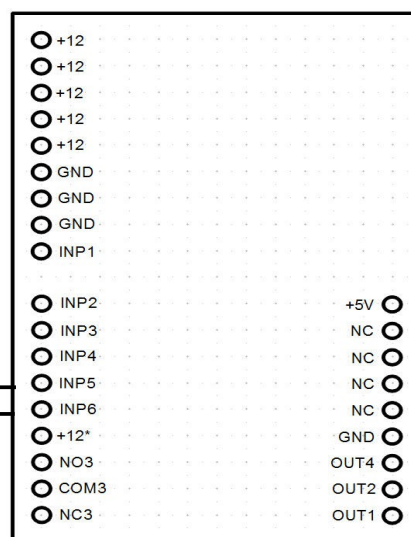 +12
+12
+12
+12
+12
GND
GND
GND
INP1
INP2
INP3
INP4
INP5
INP6
+12*
NO3
COM3
NC3
+5V
NC
NC
NC
NC
GND
OUT4
OUT2
OUT1